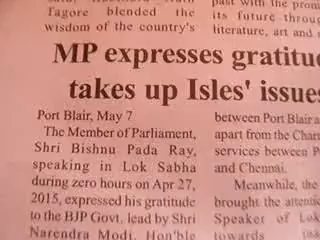 Tagore blended the
wisdom of the country's
past with the
its future throug
literature, art and
MP expresses gratitu
takes up Isles' issues
Port Blair, May 7
The Member of Parliament,
Shri Bishnu Pada Ray,
speaking in Lok Sabha
during zero hours on Apr 27,
2015, expressed his gratitude
to the BJP Govt. lead by Shri
Narendra Modi, Hon'ble
between Port Blair a
apart from the Char
services between P
and Chennai.
Meanwhile, the
brought the attenti
Speaker of Lok
towards